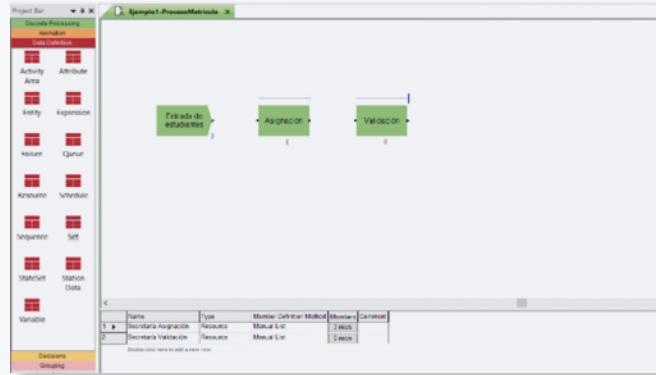 Project Bar
Ejemplo1-ProcesoMatricula
Discrete Processing
Animation
Data Definition
Activity Area
Attribute
Entity
Expression
Failure
Queue
Resource
Schedule
Sequence
Set
StateSet
Station Data
Variable
Decisions
Grouping
Entrada de estudiantes
Asignación
Validación
Name Type Member Definition Method Members Comment
1 Secretaría Asignación Resource Manual List
2 Secretaría Validación Resource Manual List
Double-click here to add a new row.